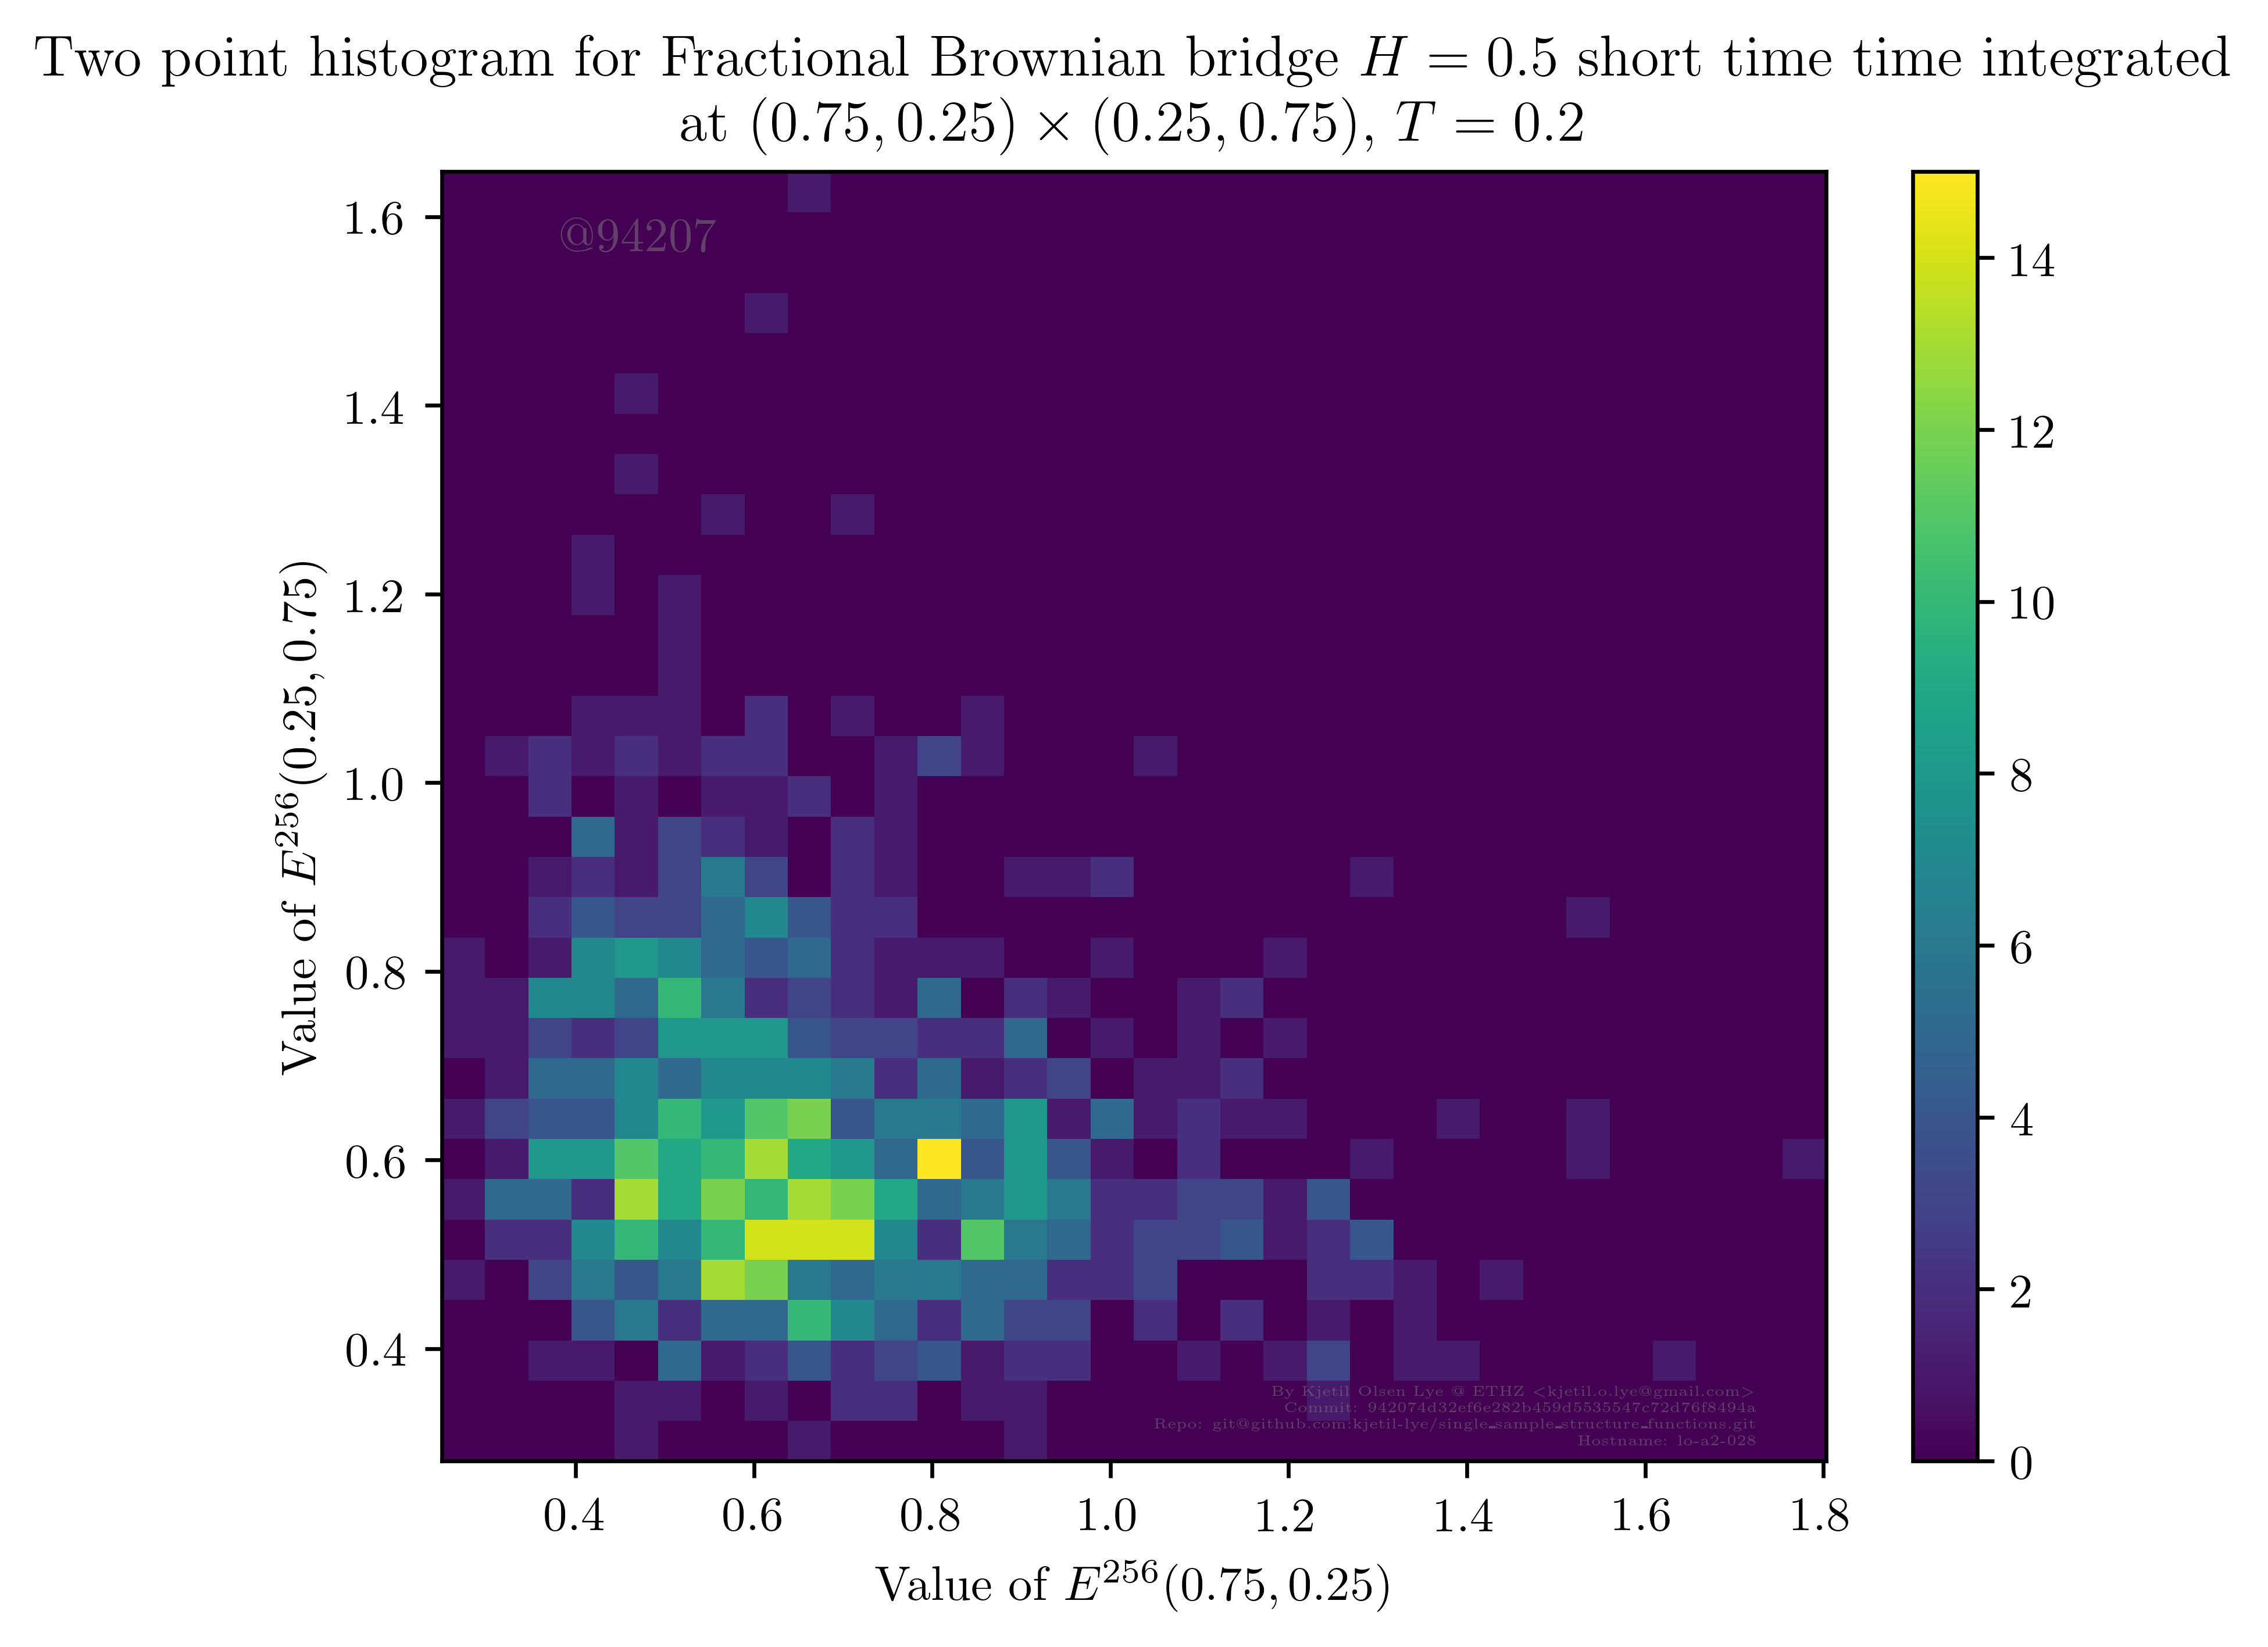 Two point histogram for Fractional Brownian bridge H = 0.5 short time time integrated
at (0.75, 0.25) × (0.25, 0.75), T = 0.2
@94207
1.6
1.4
1.2
1.0
0.8
0.6
0.4
Value of E^256(0.25, 0.75)
14
12
10
8
6
4
2
0
By Kjetil Olsen Lye @ ETHZ <kjetil.o.lye@gmail.com>
Commit: 942074d32ef6e282b459d5535547c72d76f8494a
Repo: git@github.com:kjetil-lye/single_sample_structure_functions.git
Hostname: lo-a2-028
0.4 0.6 0.8 1.0 1.2 1.4 1.6 1.8
Value of E^256(0.75, 0.25)